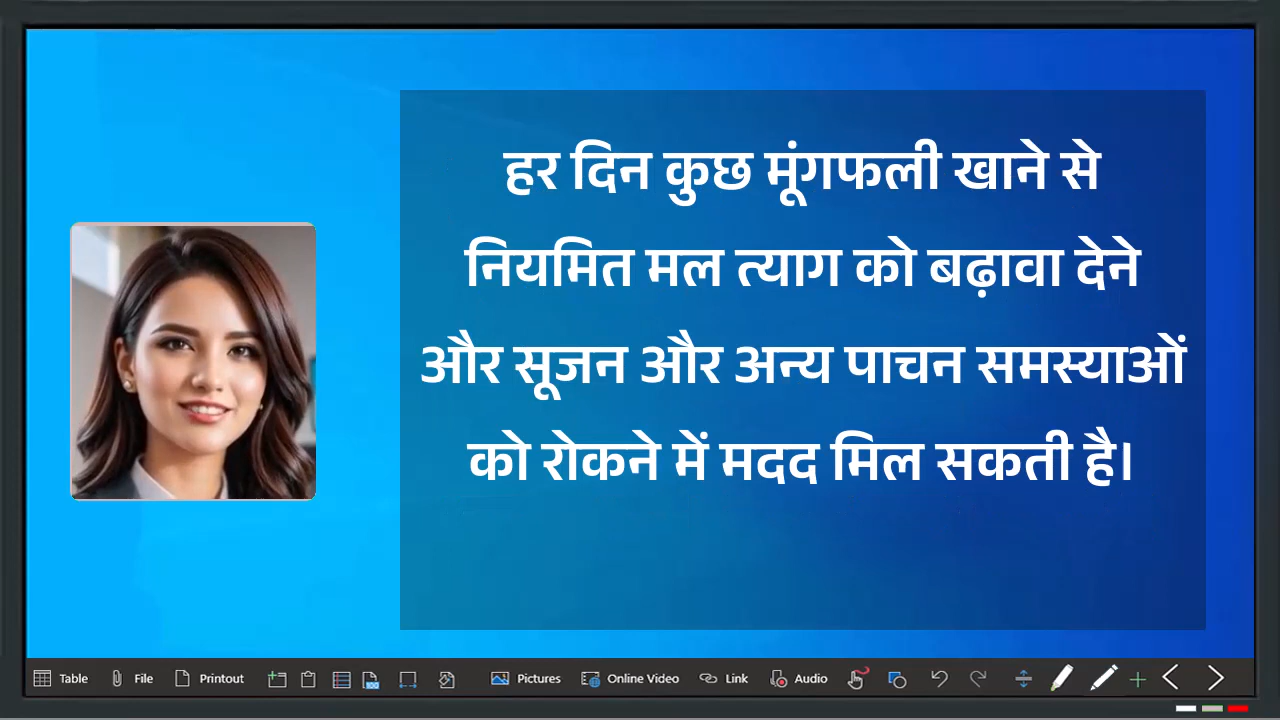 हर दिन कुछ मूंगफली खाने से
नियमित मल त्याग को बढ़ावा देने
और सूजन और अन्य पाचन समस्याओं
को रोकने में मदद मिल सकती है।
Table File Printout Pictures Online Video Link Audio